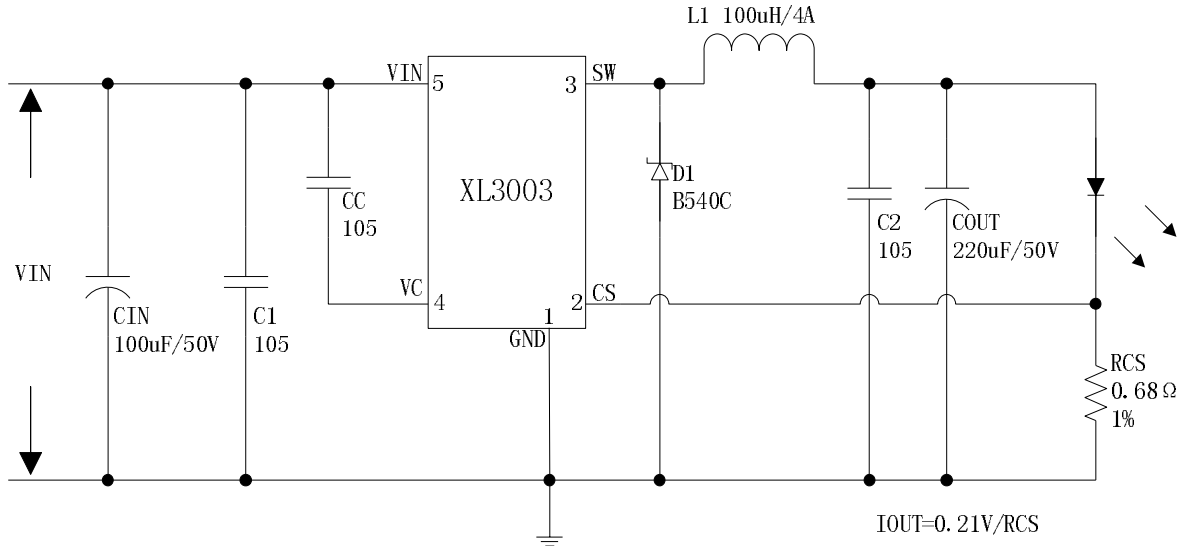 L1 100uH/4A
VIN
5
3
SW
XL3003
CC
105
D1
B540C
C2
105
COUT
220uF/50V
VIN
VC
4
2
CS
1
GND
CIN
100uF/50V
C1
105
RCS
0.68Ω
1%
IOUT=0.21V/RCS